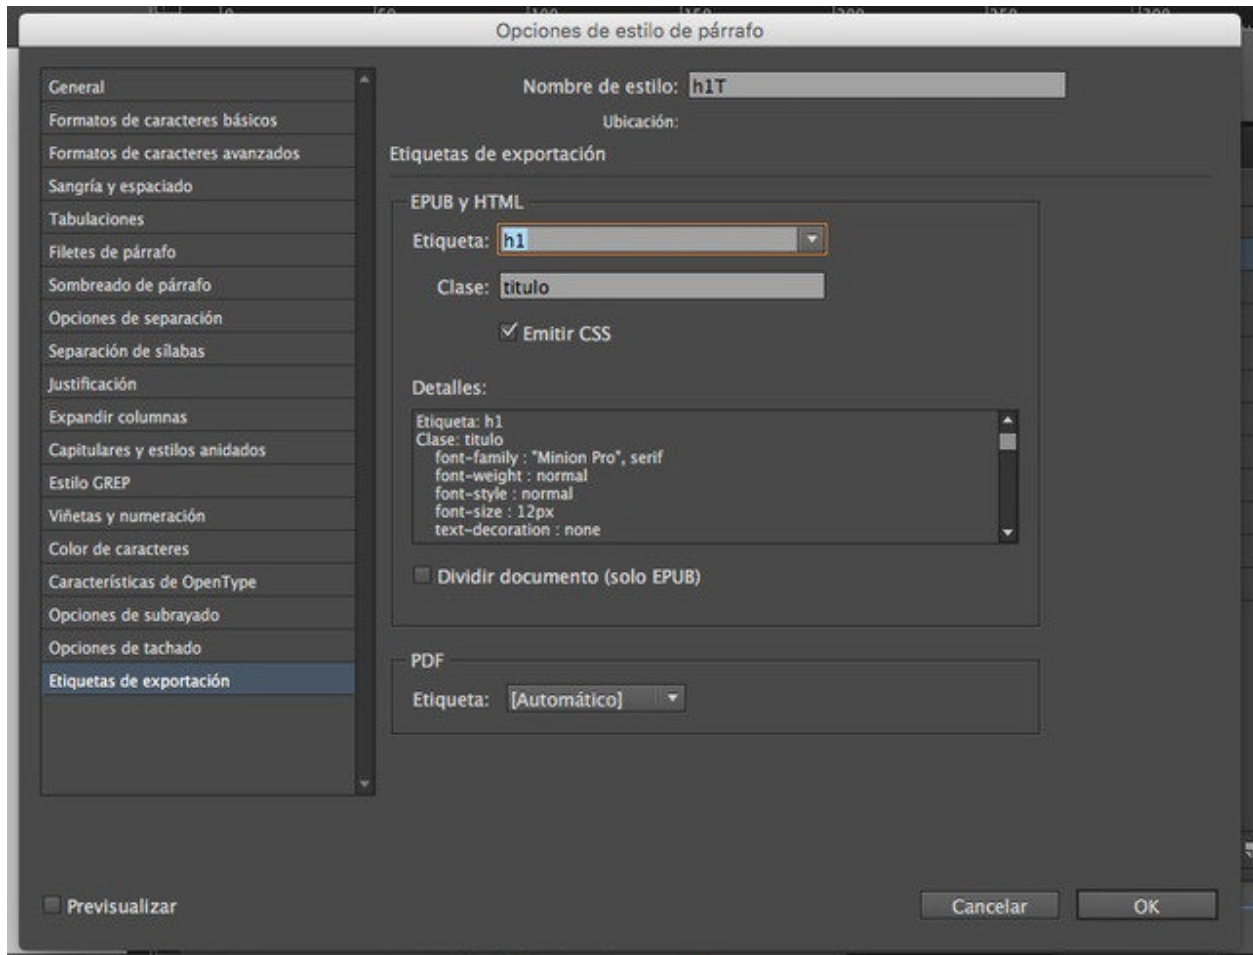 Opciones de estilo de párrafo
General
Formatos de caracteres básicos
Formatos de caracteres avanzados
Sangría y espaciado
Tabulaciones
Filetes de párrafo
Sombreado de párrafo
Opciones de separación
Separación de sílabas
Justificación
Expandir columnas
Capitulares y estilos anidados
Estilo GREP
Viñetas y numeración
Color de caracteres
Características de OpenType
Opciones de subrayado
Opciones de tachado
Etiquetas de exportación
Nombre de estilo: h1T
Ubicación:
Etiquetas de exportación
EPUB y HTML
Etiqueta: h1
Clase: titulo
Emitir CSS
Detalles:
Etiqueta: h1
Clase: titulo
font-family : "Minion Pro", serif
font-weight : normal
font-style : normal
font-size : 12px
text-decoration : none
Dividir documento (solo EPUB)
PDF
Etiqueta: [Automático]
Previsualizar
Cancelar
OK